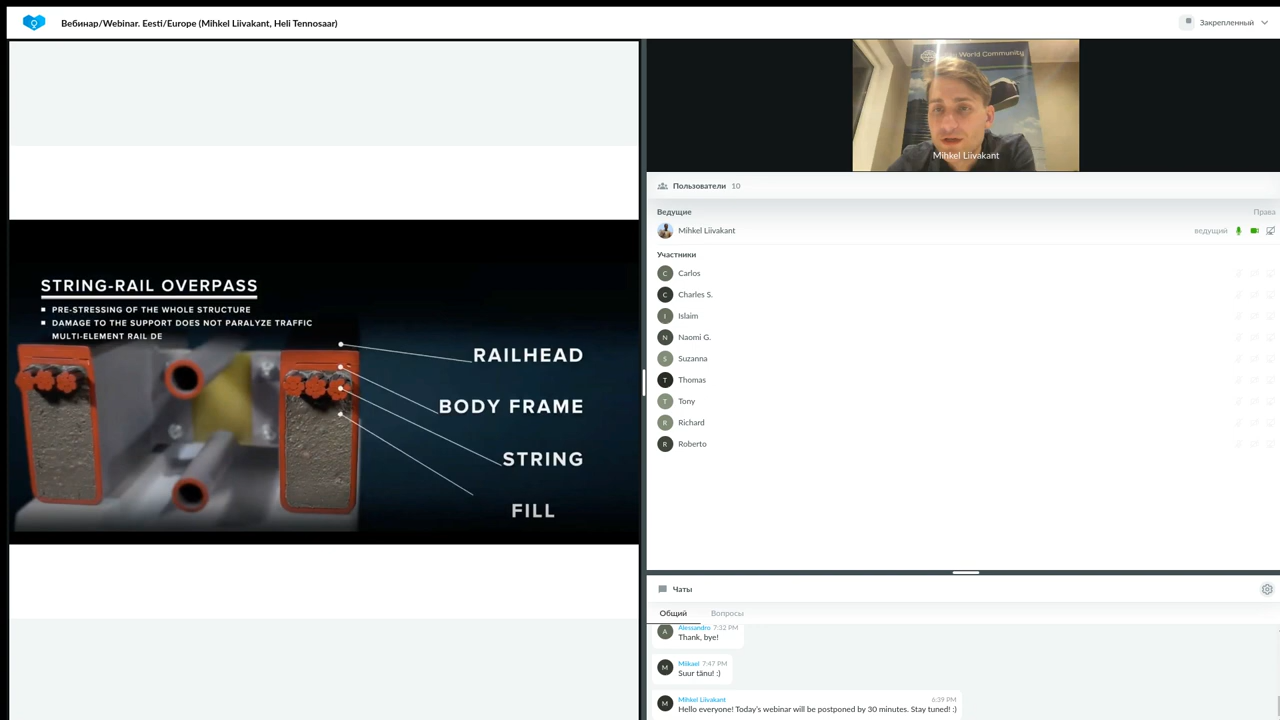 Вебинар/Webinar. Eesti/Europe (Mihkel Liivakant, Heli Tennosaar)
Закрепленный
STRING-RAIL OVERPASS
PRE-STRESSING OF THE WHOLE STRUCTURE
DAMAGE TO THE SUPPORT DOES NOT PARALYZE TRAFFIC
MULTI-ELEMENT RAIL DE
RAILHEAD
BODY FRAME
STRING
FILL
World Community
Mihkel Liivakant
Пользователи 10
Ведущие Права
Mihkel Liivakant ведущий
Участники
C Carlos
C Charles S.
I Islaim
N Naomi G.
S Suzanna
T Thomas
T Tony
R Richard
R Roberto
Чаты
Общий Вопросы
A Alessandro 7:32 PM
Thank, bye!
M Miikael 7:47 PM
Suur tänu! :)
M Mihkel Liivakant 6:39 PM
Hello everyone! Today's webinar will be postponed by 30 minutes. Stay tuned! :)